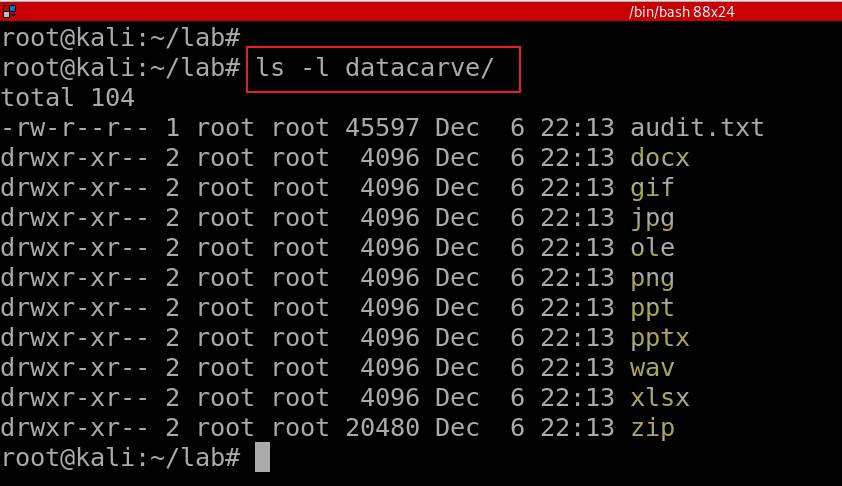 /bin/bash 88x24
root@kali:~/lab#
root@kali:~/lab# ls -l datacarve/
total 104
-rw-r--r-- 1 root root 45597 Dec  6 22:13 audit.txt
drwxr-xr-- 2 root root  4096 Dec  6 22:13 docx
drwxr-xr-- 2 root root  4096 Dec  6 22:13 gif
drwxr-xr-- 2 root root  4096 Dec  6 22:13 jpg
drwxr-xr-- 2 root root  4096 Dec  6 22:13 ole
drwxr-xr-- 2 root root  4096 Dec  6 22:13 png
drwxr-xr-- 2 root root  4096 Dec  6 22:13 ppt
drwxr-xr-- 2 root root  4096 Dec  6 22:13 pptx
drwxr-xr-- 2 root root  4096 Dec  6 22:13 wav
drwxr-xr-- 2 root root  4096 Dec  6 22:13 xlsx
drwxr-xr-- 2 root root 20480 Dec  6 22:13 zip
root@kali:~/lab#